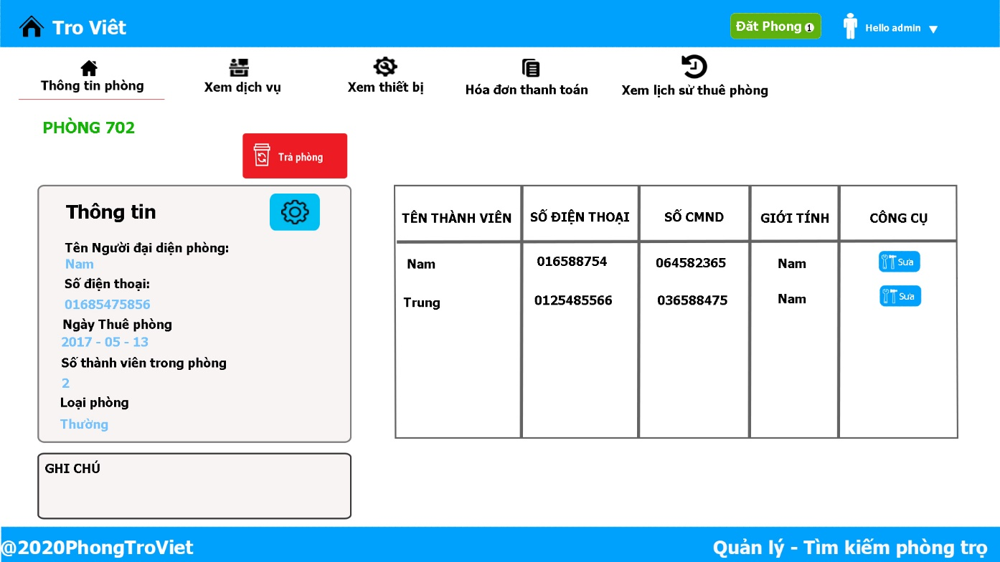 Tro Viêt
Đăt Phong 1
Hello admin
Thông tin phòng
Xem dịch vụ
Xem thiết bị
Hóa đơn thanh toán
Xem lịch sử thuê phòng
PHÒNG 702
Trả phòng
Thông tin
Tên Người đại diện phòng:
Nam
Số điện thoại:
01685475856
Ngày Thuê phòng
2017 - 05 - 13
Số thành viên trong phòng
2
Loại phòng
Thường
GHI CHÚ
TÊN THÀNH VIÊN SỐ ĐIỆN THOẠI SỐ CMND GIỚI TÍNH CÔNG CỤ
Nam 016588754 064582365 Nam Sưa
Trung 0125485566 036588475 Nam Sưa
@2020PhongTroViet
Quản lý - Tìm kiếm phòng trọ